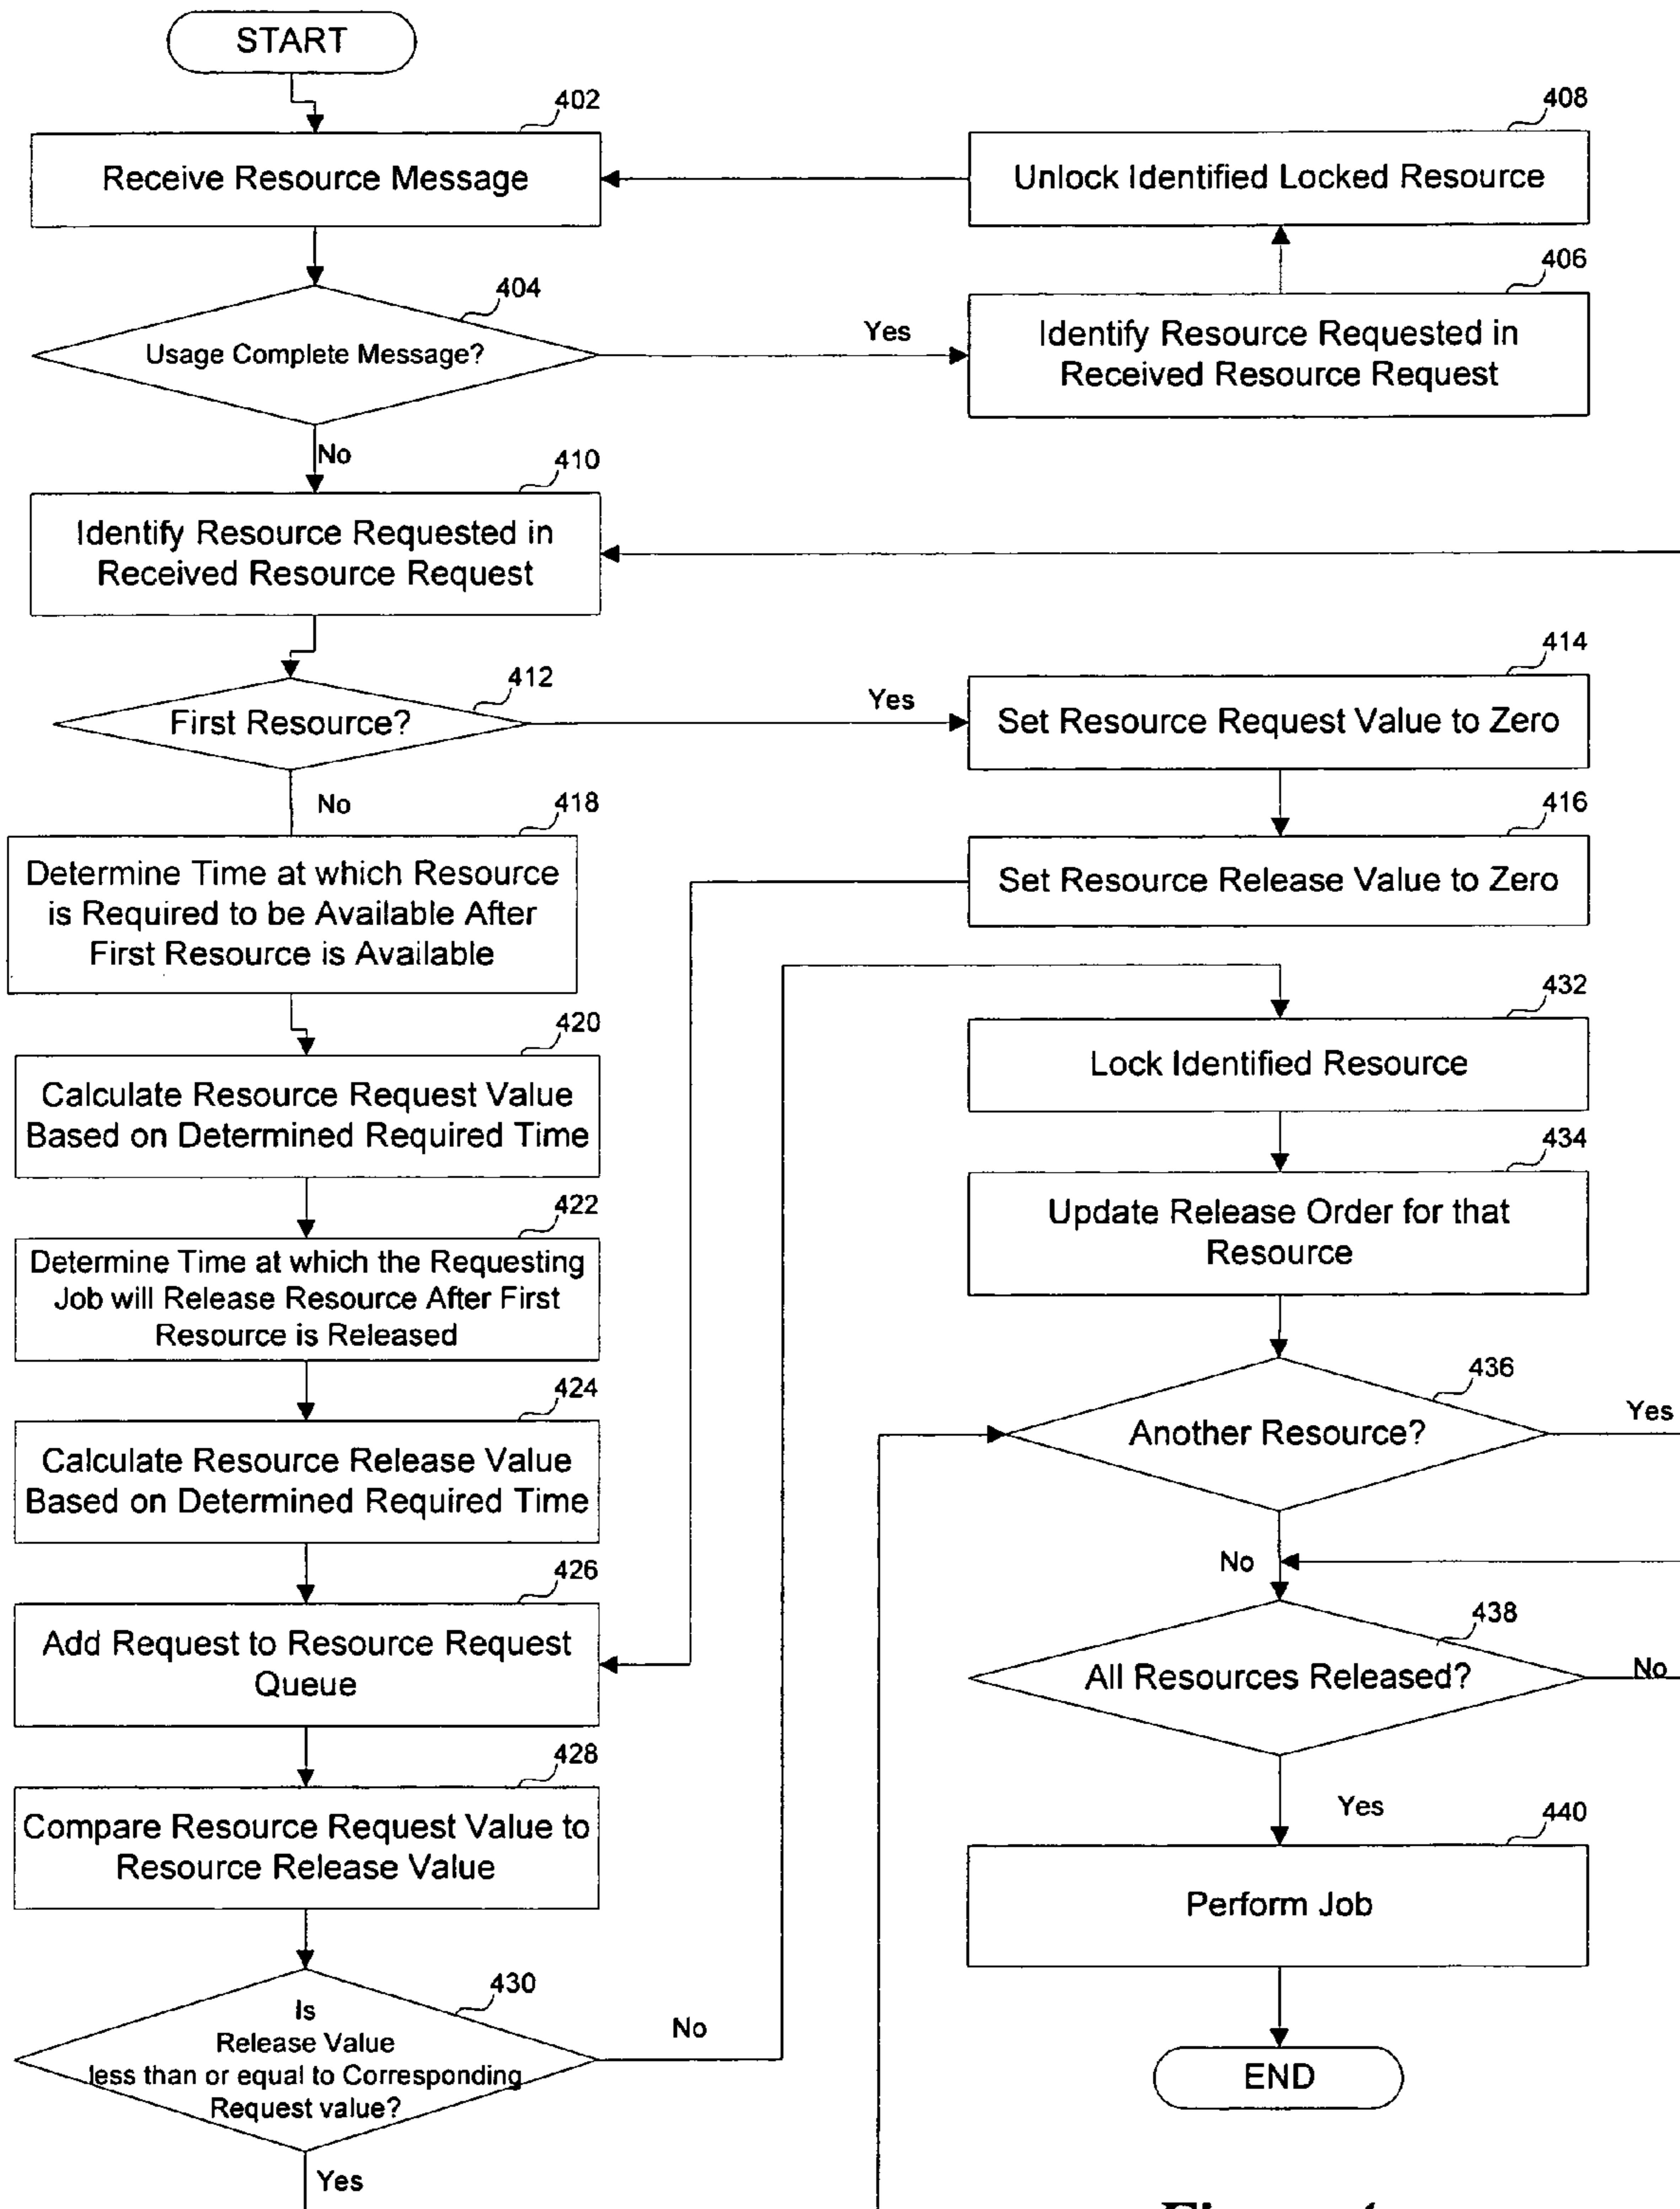 START
402
Receive Resource Message
408
Unlock Identified Locked Resource
404
Usage Complete Message?
Yes
406
Identify Resource Requested in
Received Resource Request
No
410
Identify Resource Requested in
Received Resource Request
412
First Resource?
Yes
414
Set Resource Request Value to Zero
No
416
Set Resource Release Value to Zero
418
Determine Time at which Resource
is Required to be Available After
First Resource is Available
420
Calculate Resource Request Value
Based on Determined Required Time
422
Determine Time at which the Requesting
Job will Release Resource After First
Resource is Released
424
Calculate Resource Release Value
Based on Determined Required Time
426
Add Request to Resource Request
Queue
428
Compare Resource Request Value to
Resource Release Value
430
Is
Release Value
less than or equal to Corresponding
Request value?
No
Yes
432
Lock Identified Resource
434
Update Release Order for that
Resource
436
Another Resource?
Yes
No
438
All Resources Released?
No
Yes
440
Perform Job
END